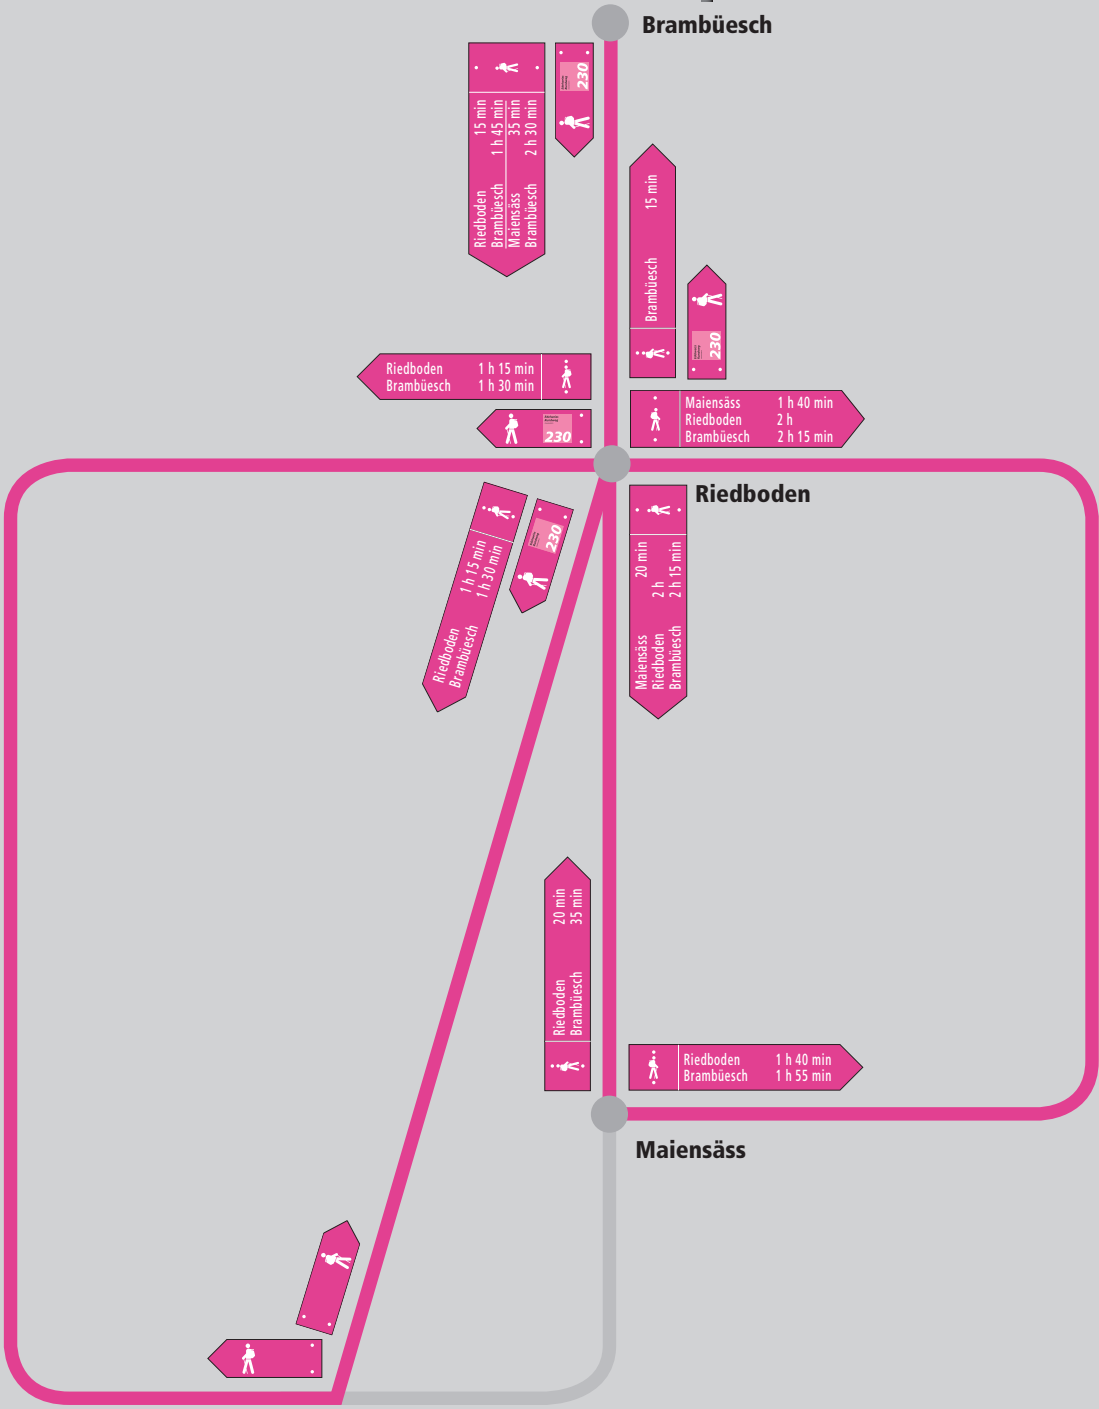 Brambüesch
Riedboden 15 min
Brambüesch 1 h 45 min
Maiensäss 35 min
Brambüesch 2 h 30 min
230
Brambüesch 15 min
230
Riedboden 1 h 15 min
Brambüesch 1 h 30 min
230
Maiensäss 1 h 40 min
Riedboden 2 h
Brambüesch 2 h 15 min
Riedboden
Riedboden 1 h 15 min
Brambüesch 1 h 30 min
230
Maiensäss 20 min
Riedboden 2 h
Brambüesch 2 h 15 min
Riedboden 20 min
Brambüesch 35 min
Riedboden 1 h 40 min
Brambüesch 1 h 55 min
Maiensäss